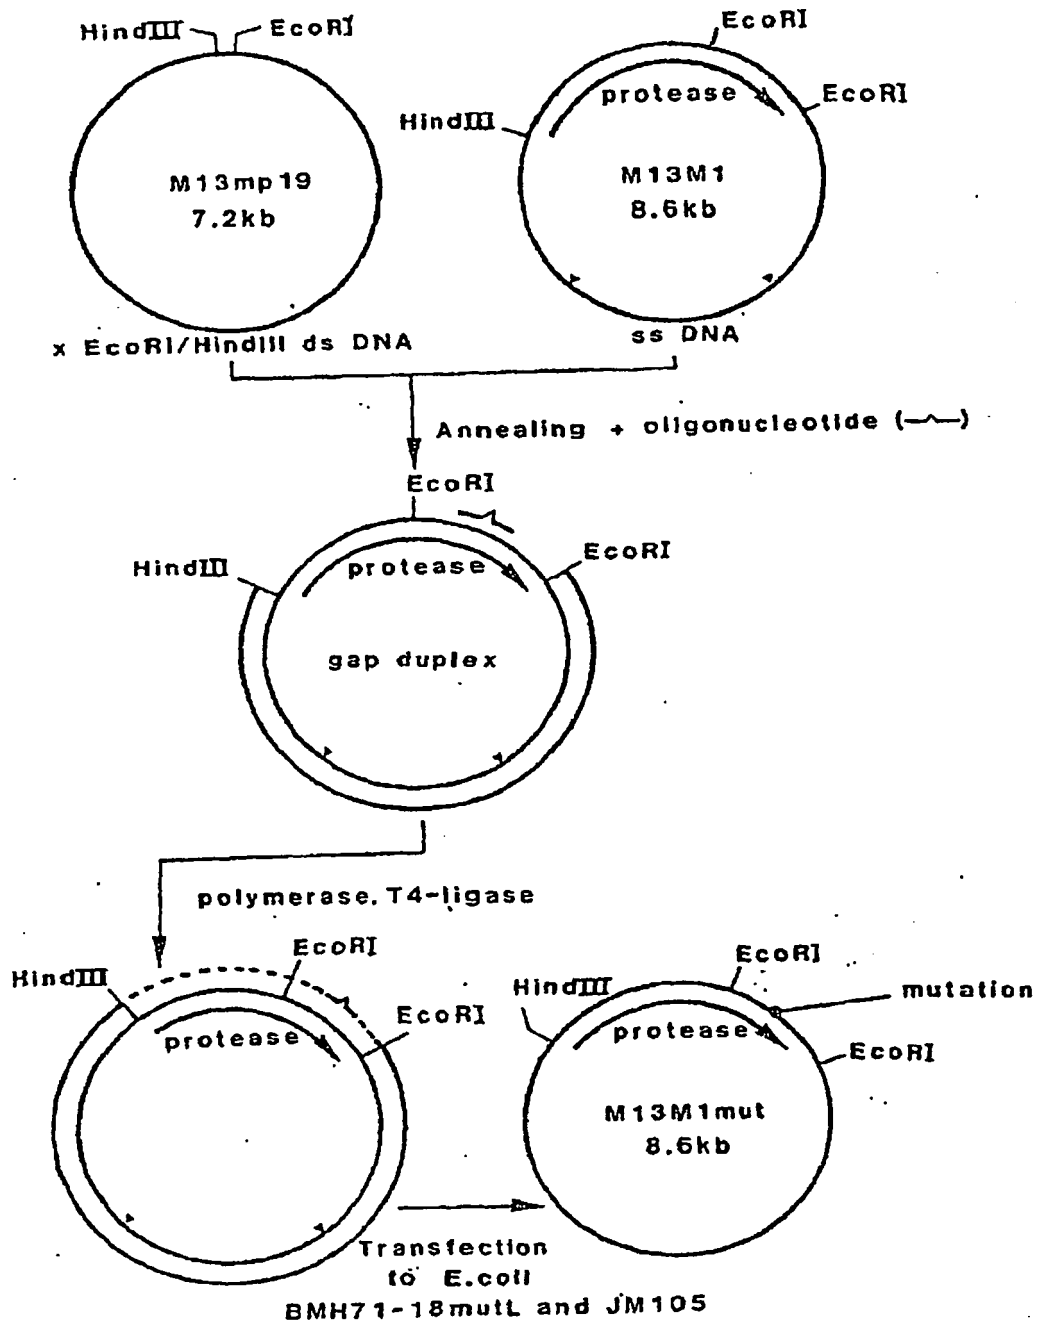 HindIII EcoRI
EcoRI
protease
EcoRI
HindIII
M13mp19
7.2kb
M13M1
8.6kb
x EcoRI/HindIII ds DNA
ss DNA
Annealing + oligonucleotide ( )
EcoRI
EcoRI
HindIII
protease
gap duplex
polymerase, T4-ligase
EcoRI
HindIII
EcoRI
protease
EcoRI
HindIII
mutation
protease
EcoRI
M13M1mut
8.6kb
Transfection
to E.coli
BMH71-18mutL and JM105